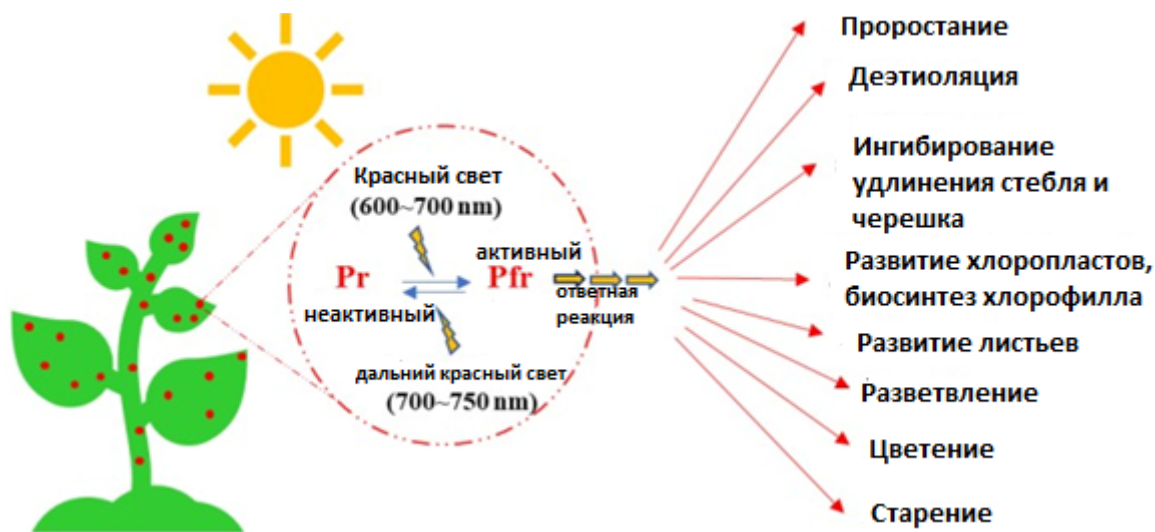 Красный свет
(600~700 nm)
Pr
неактивный
активный
Pfr
ответная
реакция
дальний красный свет
(700~750 nm)
Проростание
Деэтиоляция
Ингибирование
удлинения стебля и
черешка
Развитие хлоропластов,
биосинтез хлорофилла
Развитие листьев
Разветвление
Цветение
Старение